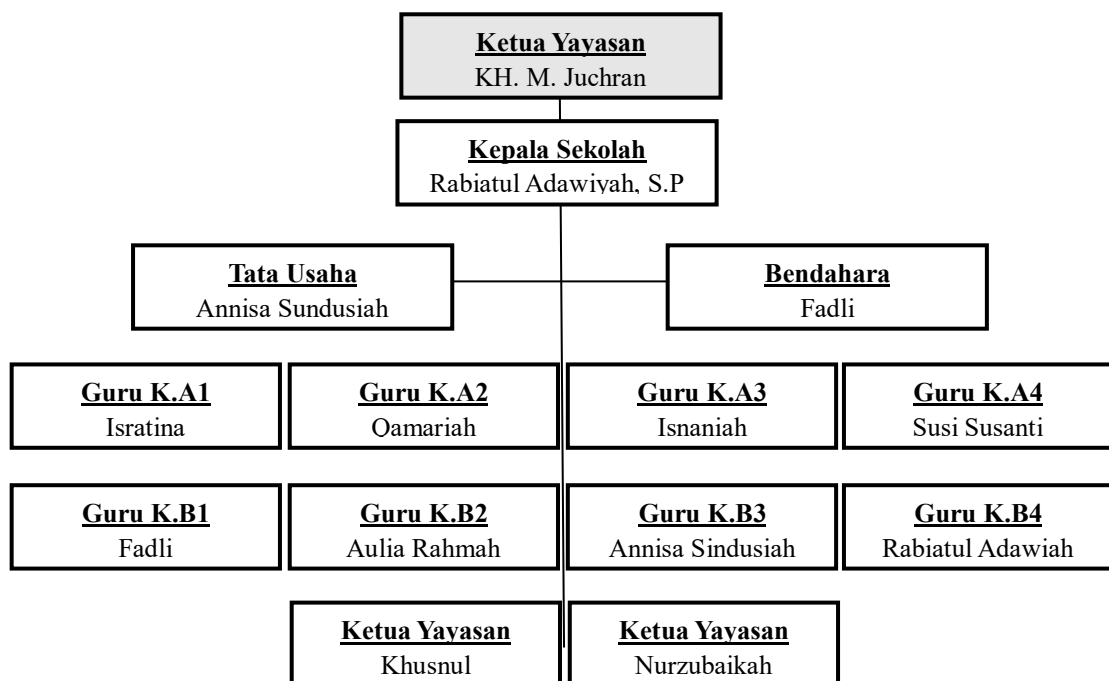 Ketua Yayasan
KH. M. Juchran
Kepala Sekolah
Rabiatul Adawiyah, S.P
Tata Usaha
Annisa Sundusiah
Bendahara
Fadli
Guru K.A1
Isratina
Guru K.A2
Qamariah
Guru K.A3
Isnaniah
Guru K.A4
Susi Susanti
Guru K.B1
Fadli
Guru K.B2
Aulia Rahmah
Guru K.B3
Annisa Sindusiah
Guru K.B4
Rabiatul Adawiah
Ketua Yayasan
Khusnul
Ketua Yayasan
Nurzubaikah